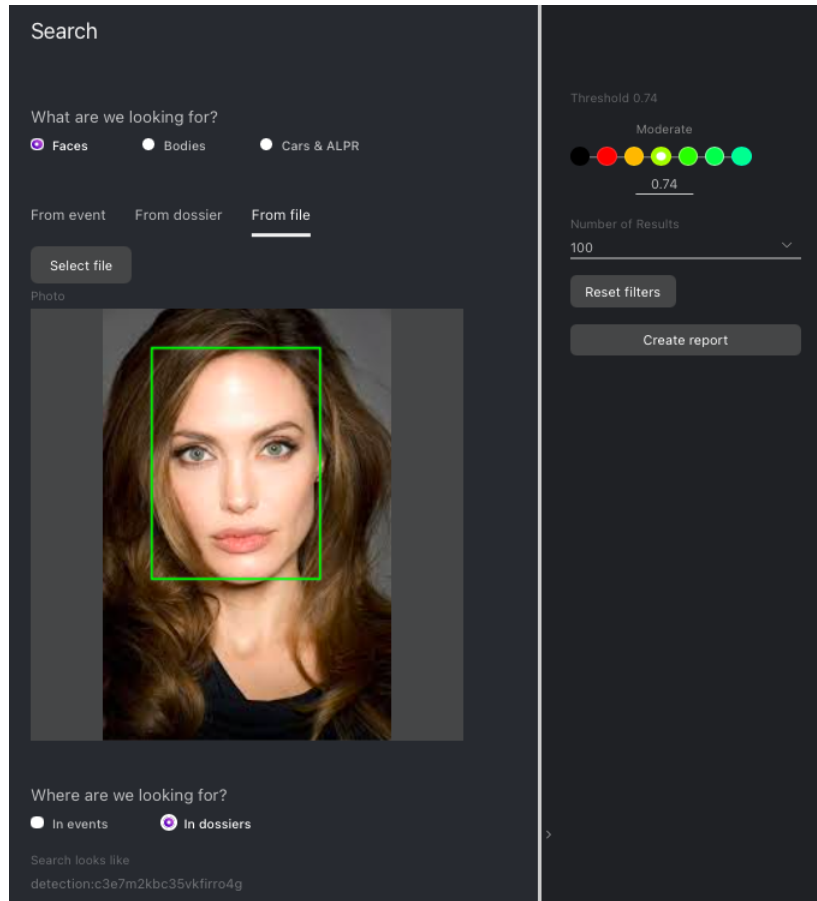 Search
What are we looking for?
Faces Bodies Cars & ALPR
From event From dossier From file
Select file
Photo
Where are we looking for?
In events In dossiers
Search looks like
detection:c3e7m2kbc35vkfirro4g
Threshold 0.74
Moderate
0.74
Number of Results
100
Reset filters
Create report